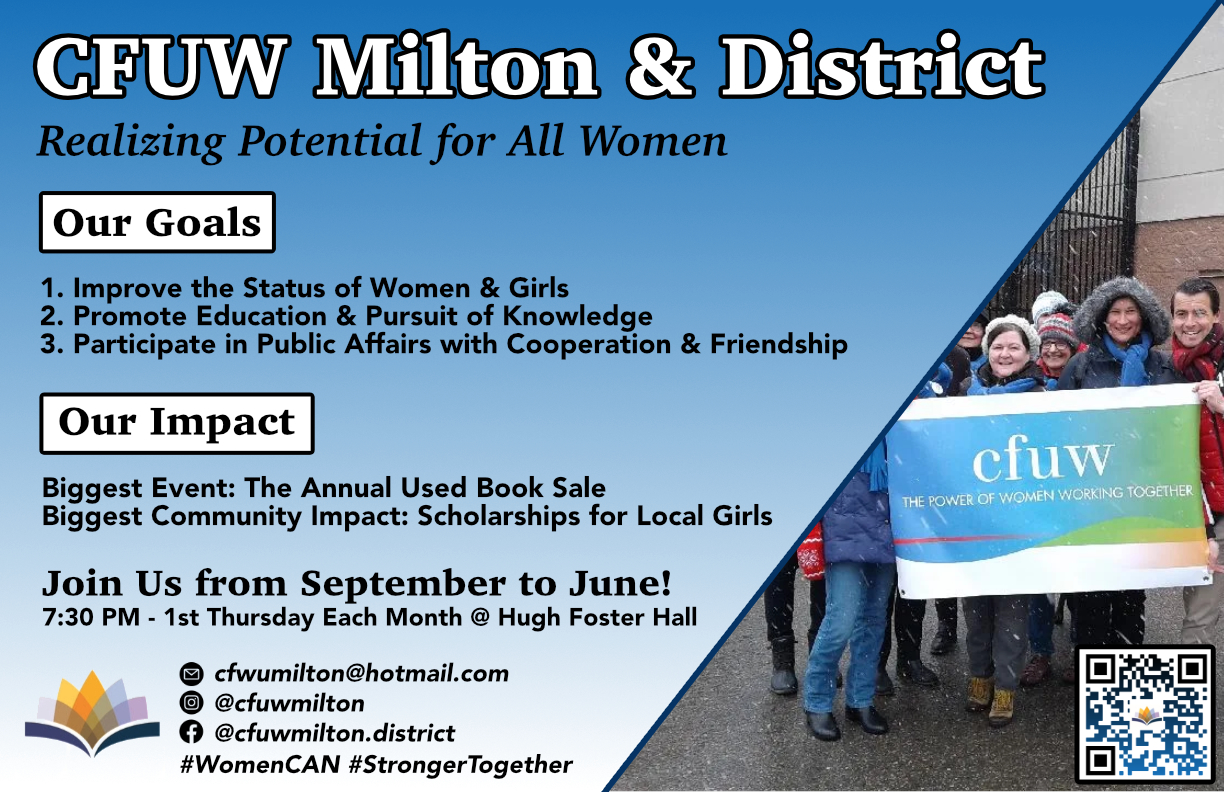 CFUW Milton & District
Realizing Potential for All Women
Our Goals
1. Improve the Status of Women & Girls
2. Promote Education & Pursuit of Knowledge
3. Participate in Public Affairs with Cooperation & Friendship
Our Impact
Biggest Event: The Annual Used Book Sale
Biggest Community Impact: Scholarships for Local Girls
Join Us from September to June!
7:30 PM - 1st Thursday Each Month @ Hugh Foster Hall
cfwumilton@hotmail.com
@cfuwmilton
@cfuwmilton.district
#WomenCAN #StrongerTogether
cfuw
THE POWER OF WOMEN WORKING TOGETHER